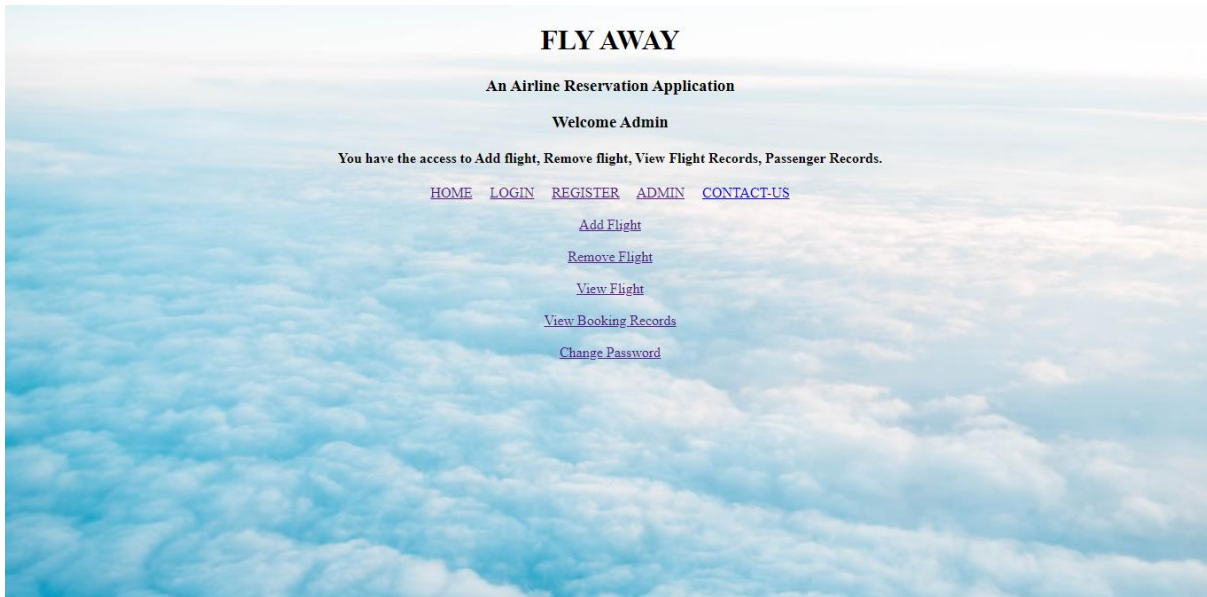 FLY AWAY
An Airline Reservation Application
Welcome Admin
You have the access to Add flight, Remove flight, View Flight Records, Passenger Records.
HOME LOGIN REGISTER ADMIN CONTACT-US
Add Flight
Remove Flight
View Flight
View Booking Records
Change Password